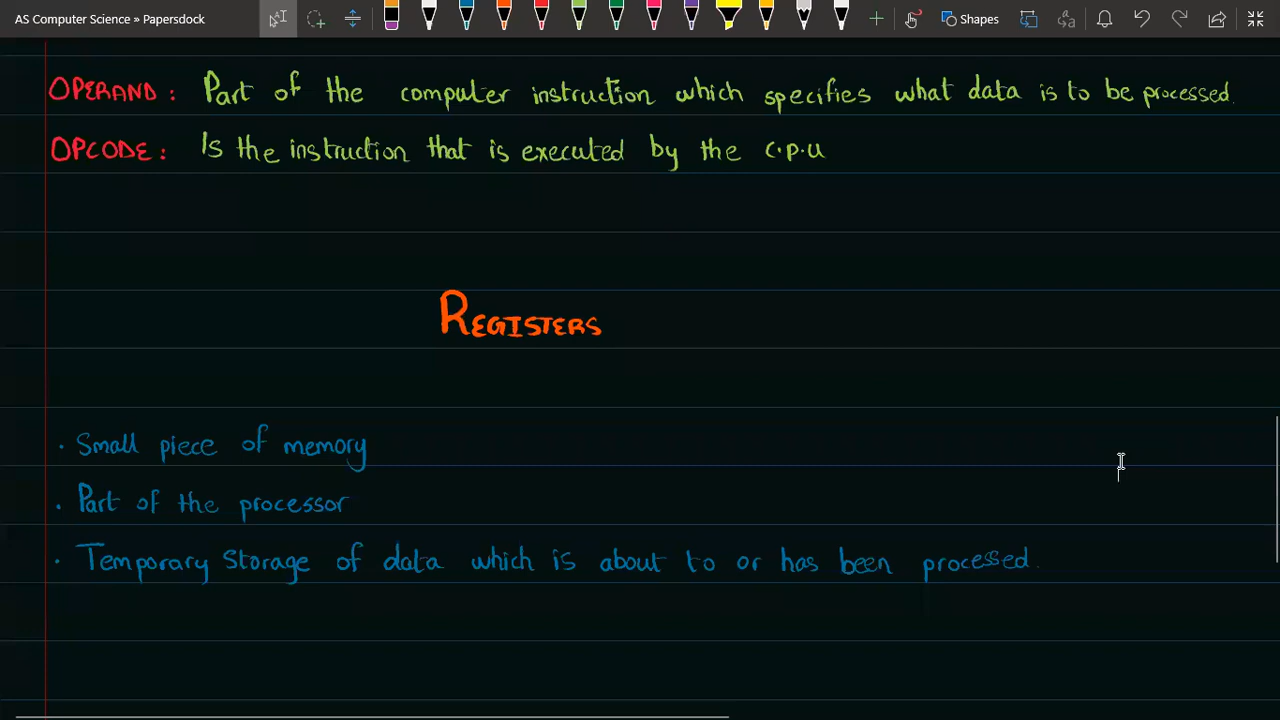 AS Computer Science » Papersdock
Shapes
OPERAND : Part of the computer instruction which specifies what data is to be processed.
OPCODE : Is the instruction that is executed by the c.p.u
REGISTERS
· Small piece of memory
· Part of the processor
· Temporary Storage of data which is about to or has been processed.